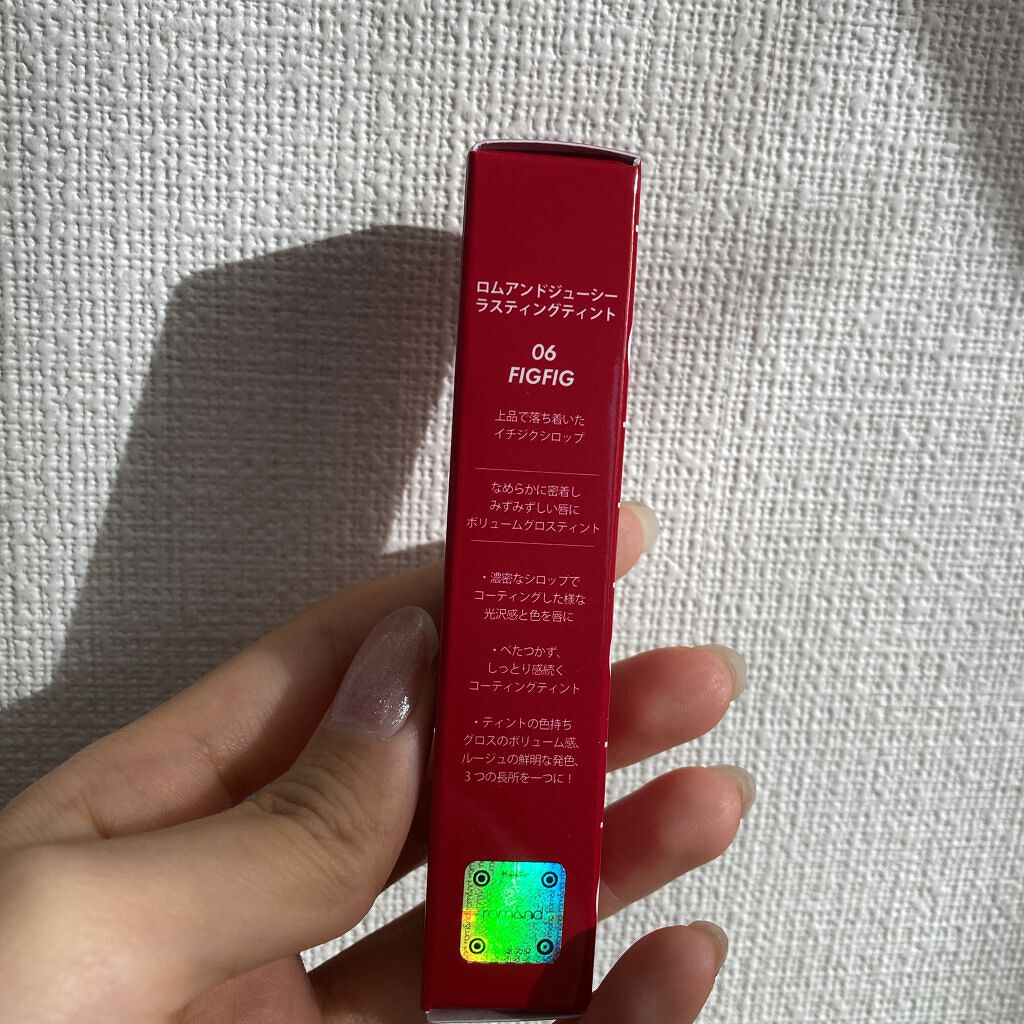 ロムアンドジューシー
ラスティングティント
06
FIGFIG
上品で落ち着いた
イチジクシロップ
なめらかに密着し
みずみずしい唇に
ボリュームグロスティント
・濃密なシロップで
コーティングした様な
光沢感と色を唇に
・べたつかず、
しっとり感続く
コーティングティント
・ティントの色持ち
グロスのボリューム感、
ルージュの鮮明な発色、
3つの長所を一つに！
rom&nd